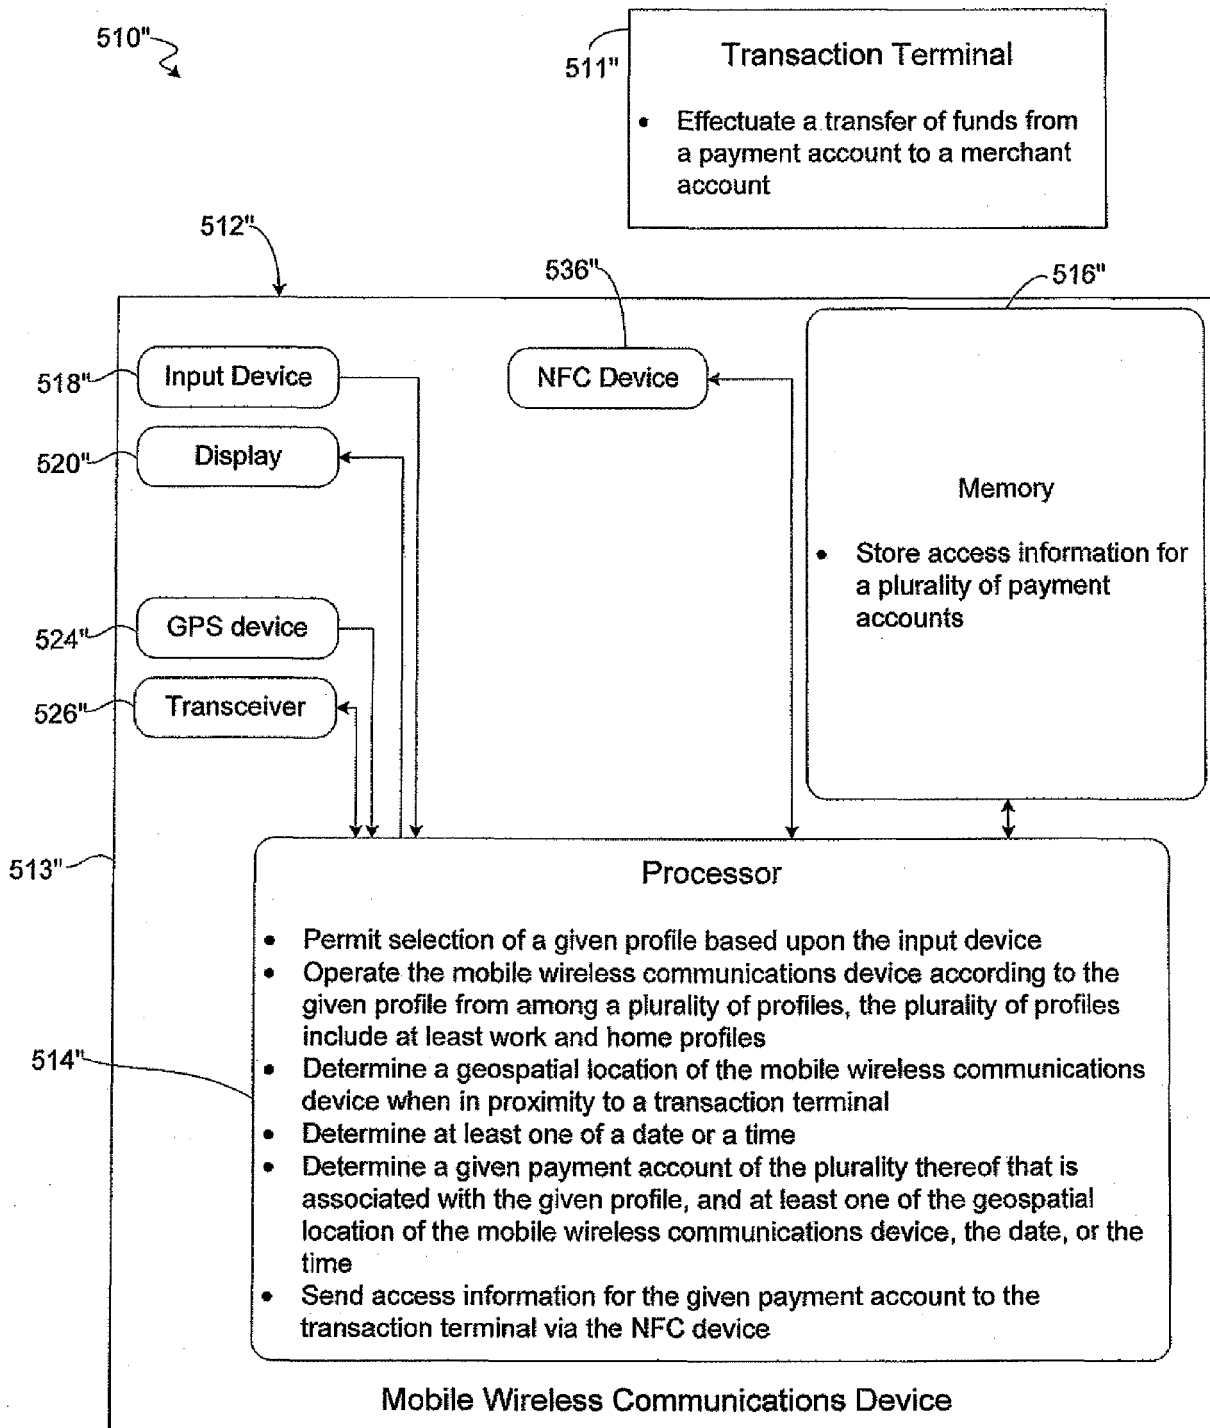 510"
511"
Transaction Terminal
• Effectuate a transfer of funds from
a payment account to a merchant
account
512"
536"
516"
518"
Input Device
NFC Device
520"
Display
Memory
• Store access information for
a plurality of payment
accounts
524"
GPS device
526"
Transceiver
513"
Processor
• Permit selection of a given profile based upon the input device
• Operate the mobile wireless communications device according to the
given profile from among a plurality of profiles, the plurality of profiles
include at least work and home profiles
514"
• Determine a geospatial location of the mobile wireless communications
device when in proximity to a transaction terminal
• Determine at least one of a date or a time
• Determine a given payment account of the plurality thereof that is
associated with the given profile, and at least one of the geospatial
location of the mobile wireless communications device, the date, or the
time
• Send access information for the given payment account to the
transaction terminal via the NFC device
Mobile Wireless Communications Device